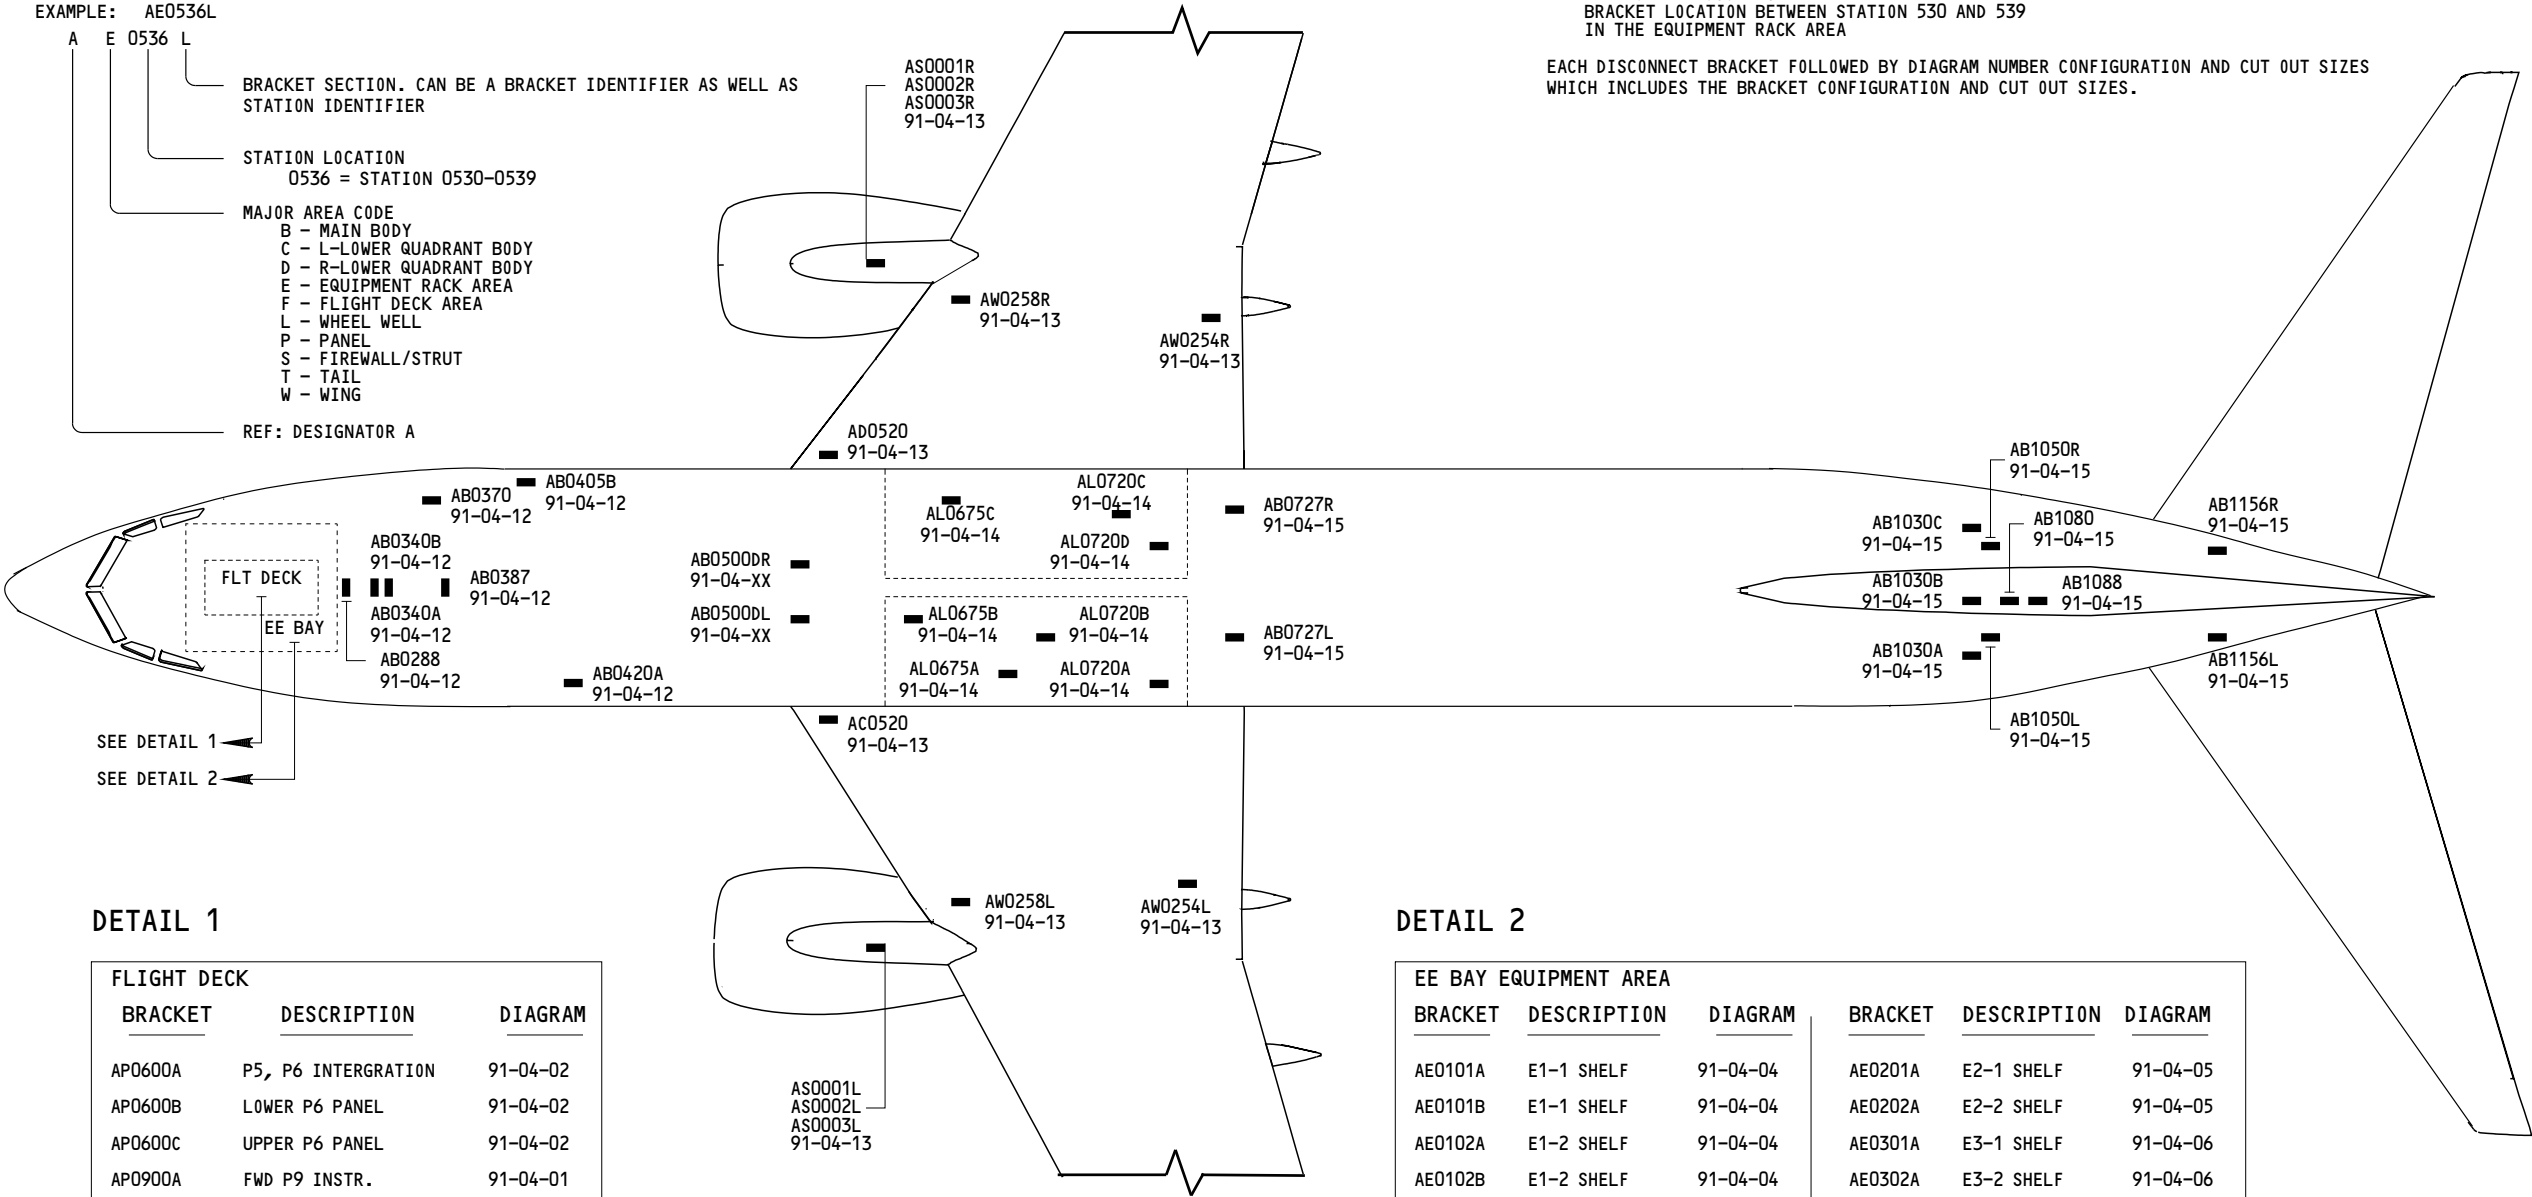 EXAMPLE: AE0536L
A E 0536 L
BRACKET SECTION. CAN BE A BRACKET IDENTIFIER AS WELL AS
STATION IDENTIFIER
STATION LOCATION
0536 = STATION 0530-0539
MAJOR AREA CODE
B - MAIN BODY
C - L-LOWER QUADRANT BODY
D - R-LOWER QUADRANT BODY
E - EQUIPMENT RACK AREA
F - FLIGHT DECK AREA
L - WHEEL WELL
P - PANEL
S - FIREWALL/STRUT
T - TAIL
W - WING
REF: DESIGNATOR A
BRACKET LOCATION BETWEEN STATION 530 AND 539
IN THE EQUIPMENT RACK AREA
EACH DISCONNECT BRACKET FOLLOWED BY DIAGRAM NUMBER CONFIGURATION AND CUT OUT SIZES
WHICH INCLUDES THE BRACKET CONFIGURATION AND CUT OUT SIZES.
AS0001R
AS0002R
AS0003R
91-04-13
AW0258R
91-04-13
AW0254R
91-04-13
AD0520
91-04-13
AB0370
91-04-12
AB0405B
91-04-12
AB0340B
91-04-12
FLT DECK
EE BAY
AB0387
91-04-12
AB0340A
91-04-12
AB0288
91-04-12
AB0420A
91-04-12
AB0500DR
91-04-XX
AB0500DL
91-04-XX
AL0675C
91-04-14
AL0720C
91-04-14
AL0720D
91-04-14
AL0675B
91-04-14
AL0720B
91-04-14
AL0675A
91-04-14
AL0720A
91-04-14
AB0727R
91-04-15
AB0727L
91-04-15
AB1050R
91-04-15
AB1030C
91-04-15
AB1080
91-04-15
AB1156R
91-04-15
AB1030B
91-04-15
AB1088
91-04-15
AB1030A
91-04-15
AB1156L
91-04-15
AB1050L
91-04-15
SEE DETAIL 1
SEE DETAIL 2
AC0520
91-04-13
AW0258L
91-04-13
AW0254L
91-04-13
AS0001L
AS0002L
AS0003L
91-04-13
DETAIL 1
FLIGHT DECK
BRACKET DESCRIPTION DIAGRAM
AP0600A P5, P6 INTERGRATION 91-04-02
AP0600B LOWER P6 PANEL 91-04-02
AP0600C UPPER P6 PANEL 91-04-02
AP0900A FWD P9 INSTR. 91-04-01
DETAIL 2
EE BAY EQUIPMENT AREA
BRACKET DESCRIPTION DIAGRAM BRACKET DESCRIPTION DIAGRAM
AE0101A E1-1 SHELF 91-04-04 AE0201A E2-1 SHELF 91-04-05
AE0101B E1-1 SHELF 91-04-04 AE0202A E2-2 SHELF 91-04-05
AE0102A E1-2 SHELF 91-04-04 AE0301A E3-1 SHELF 91-04-06
AE0102B E1-2 SHELF 91-04-04 AE0302A E3-2 SHELF 91-04-06